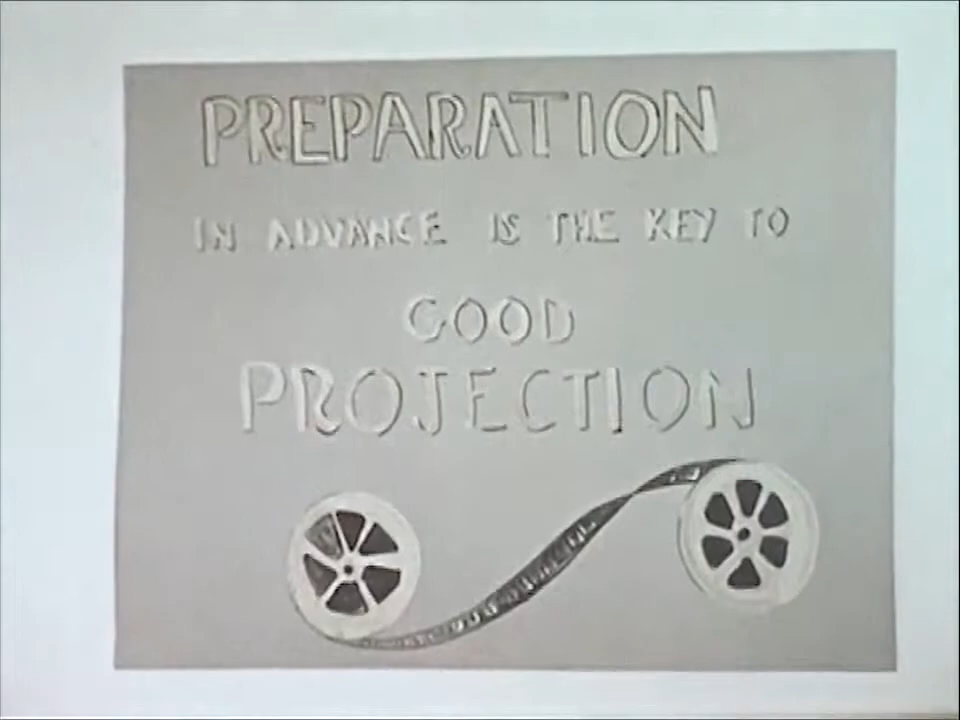 PREPARATION
IN ADVANCE IS THE KEY TO
GOOD
PROJECTION